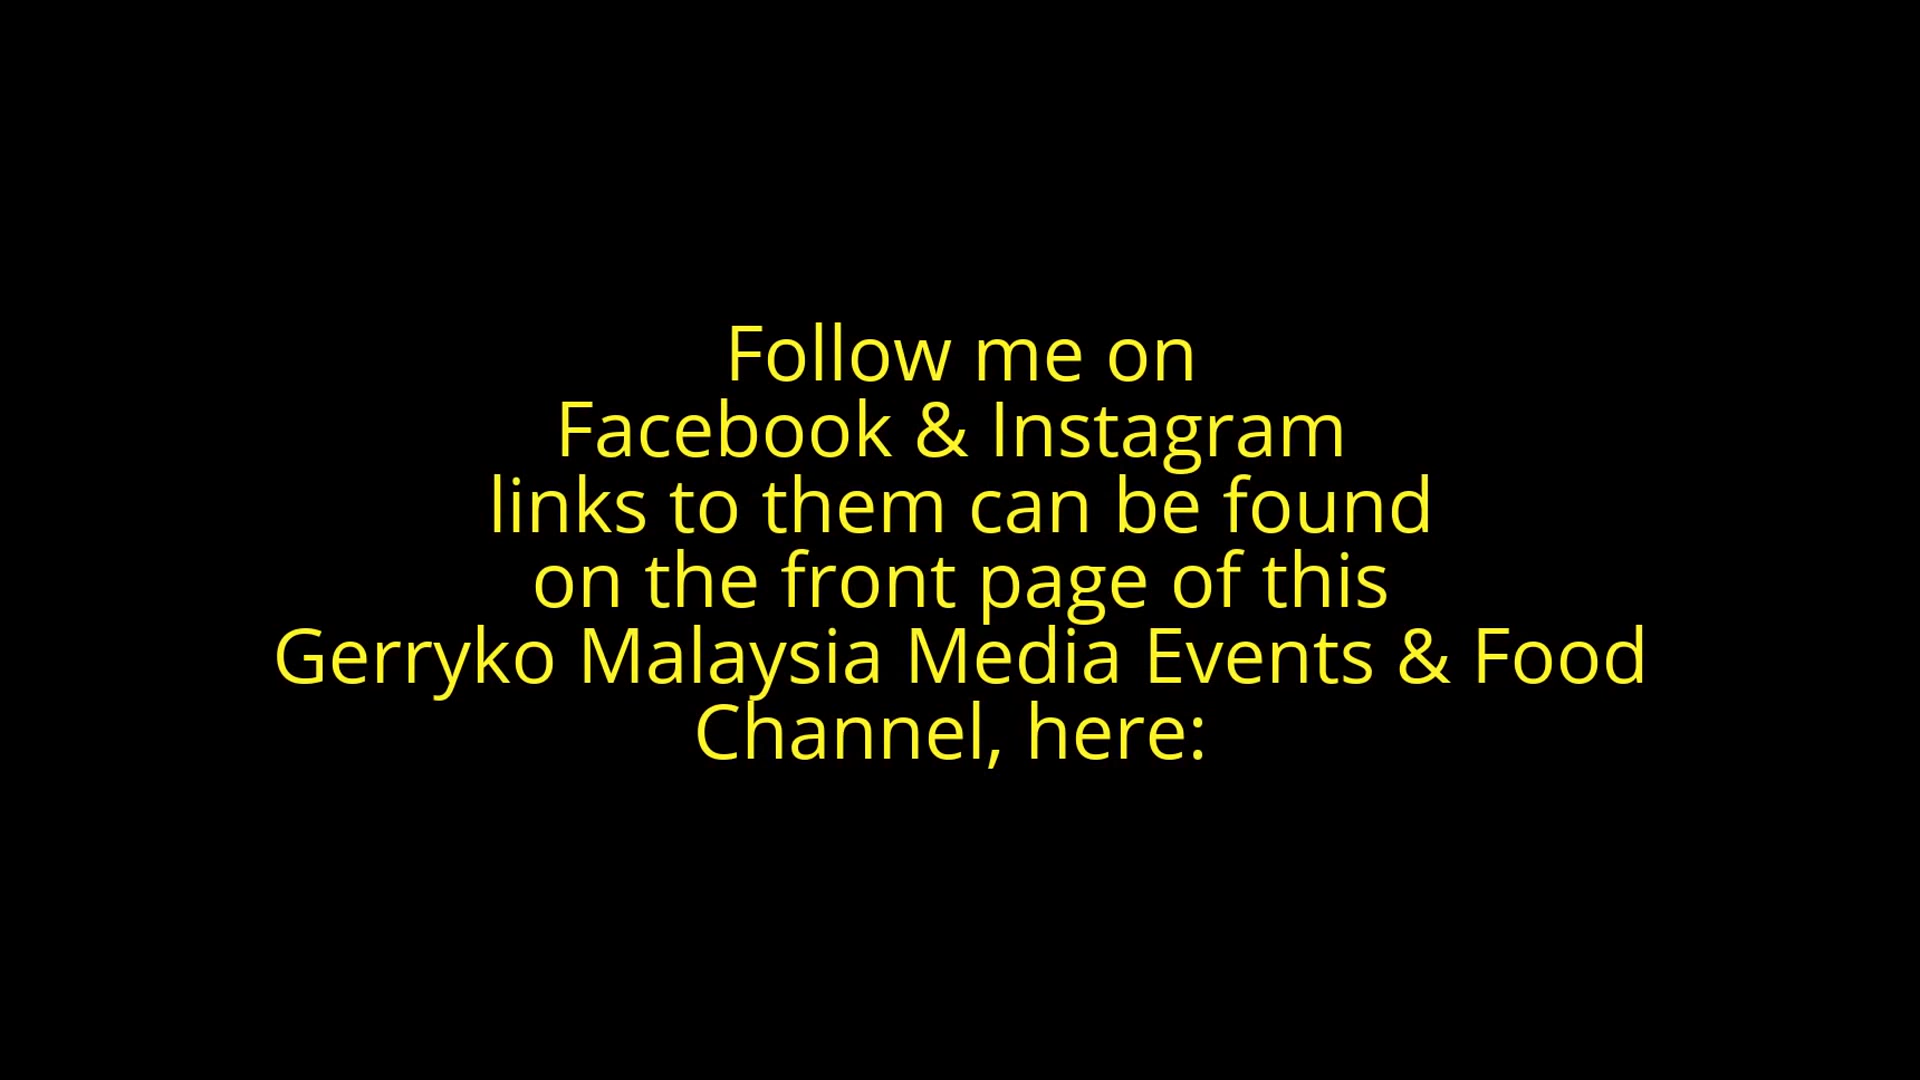 Follow me on
Facebook & Instagram
links to them can be found
on the front page of this
Gerryko Malaysia Media Events & Food
Channel, here: